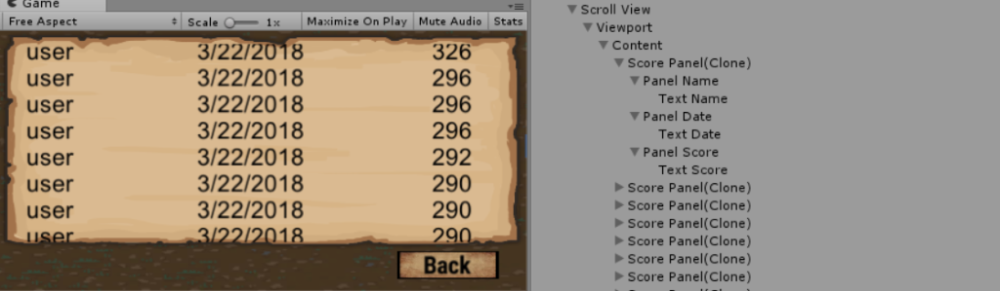 Game
Free Aspect Scale 1x Maximize On Play Mute Audio Stats
user 3/22/2018 326
user 3/22/2018 296
user 3/22/2018 296
user 3/22/2018 296
user 3/22/2018 292
user 3/22/2018 290
user 3/22/2018 290
user 3/22/2018 290
Back
Scroll View
Viewport
Content
Score Panel(Clone)
Panel Name
Text Name
Panel Date
Text Date
Panel Score
Text Score
Score Panel(Clone)
Score Panel(Clone)
Score Panel(Clone)
Score Panel(Clone)
Score Panel(Clone)
Score Panel(Clone)